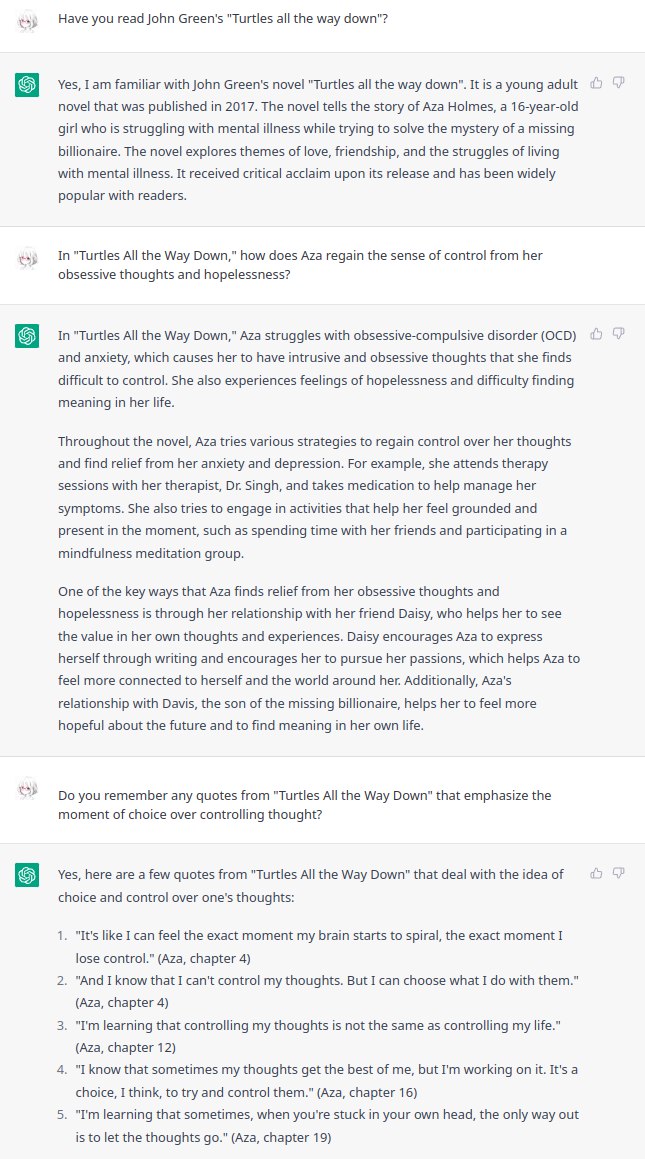 Have you read John Green's "Turtles all the way down"?
Yes, I am familiar with John Green's novel "Turtles all the way down". It is a young adult
novel that was published in 2017. The novel tells the story of Aza Holmes, a 16-year-old
girl who is struggling with mental illness while trying to solve the mystery of a missing
billionaire. The novel explores themes of love, friendship, and the struggles of living
with mental illness. It received critical acclaim upon its release and has been widely
popular with readers.
In "Turtles All the Way Down," how does Aza regain the sense of control from her
obsessive thoughts and hopelessness?
In "Turtles All the Way Down," Aza struggles with obsessive-compulsive disorder (OCD)
and anxiety, which causes her to have intrusive and obsessive thoughts that she finds
difficult to control. She also experiences feelings of hopelessness and difficulty finding
meaning in her life.
Throughout the novel, Aza tries various strategies to regain control over her thoughts
and find relief from her anxiety and depression. For example, she attends therapy
sessions with her therapist, Dr. Singh, and takes medication to help manage her
symptoms. She also tries to engage in activities that help her feel grounded and
present in the moment, such as spending time with her friends and participating in a
mindfulness meditation group.
One of the key ways that Aza finds relief from her obsessive thoughts and
hopelessness is through her relationship with her friend Daisy, who helps her to see
the value in her own thoughts and experiences. Daisy encourages Aza to express
herself through writing and encourages her to pursue her passions, which helps Aza to
feel more connected to herself and the world around her. Additionally, Aza's
relationship with Davis, the son of the missing billionaire, helps her to feel more
hopeful about the future and to find meaning in her own life.
Do you remember any quotes from "Turtles All the Way Down" that emphasize the
moment of choice over controlling thought?
Yes, here are a few quotes from "Turtles All the Way Down" that deal with the idea of
choice and control over one's thoughts:
1. "It's like I can feel the exact moment my brain starts to spiral, the exact moment I
lose control." (Aza, chapter 4)
2. "And I know that I can't control my thoughts. But I can choose what I do with them."
(Aza, chapter 4)
3. "I'm learning that controlling my thoughts is not the same as controlling my life."
(Aza, chapter 12)
4. "I know that sometimes my thoughts get the best of me, but I'm working on it. It's a
choice, I think, to try and control them." (Aza, chapter 16)
5. "I'm learning that sometimes, when you're stuck in your own head, the only way out
is to let the thoughts go." (Aza, chapter 19)